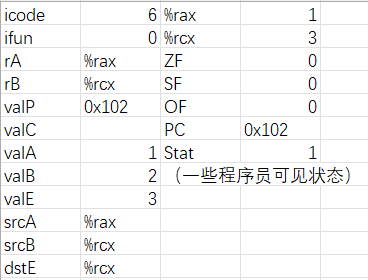 icode 6 %rax 1
ifun 0 %rcx 3
rA %rax ZF 0
rB %rcx SF 0
valP 0x102 OF 0
valC PC 0x102
valA 1 Stat 1
valB 2 （一些程序员可见状态）
valE 3
srcA %rax
srcB %rcx
dstE %rcx